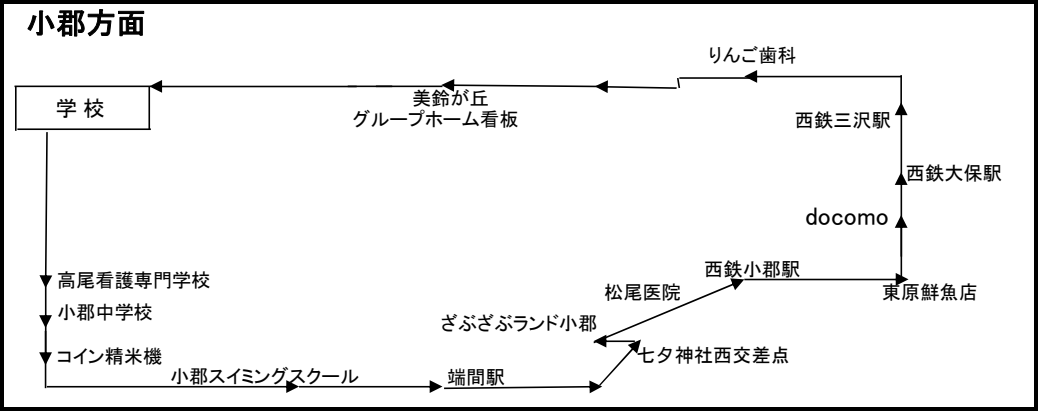 小郡方面
りんご歯科
学校
美鈴が丘
グループホーム看板
西鉄三沢駅
西鉄大保駅
docomo
高尾看護専門学校
西鉄小郡駅
松尾医院
東原鮮魚店
小郡中学校
ざぶざぶランド小郡
コイン精米機
七夕神社西交差点
小郡スイミングスクール
端間駅